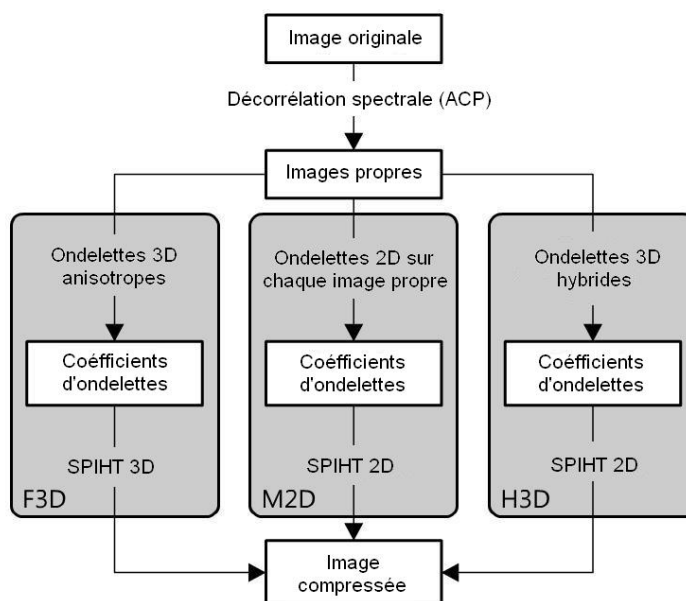 Image originale
Décorrélation spectrale (ACP)
Images propres
Ondelettes 3D
anisotropes
Coéfficients
d'ondelettes
SPIHT 3D
F3D
Ondelettes 2D sur
chaque image propre
Coéfficients
d'ondelettes
SPIHT 2D
M2D
Ondelettes 3D
hybrides
Coéfficients
d'ondelettes
SPIHT 2D
H3D
Image
compressée